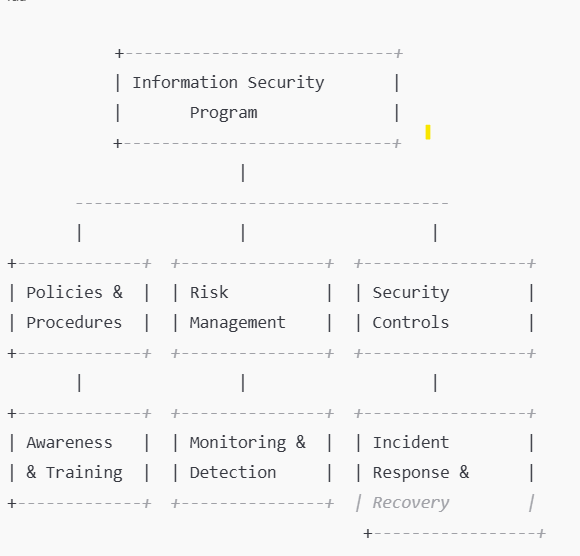 +----------------------------+
| Information Security       |
|       Program              |
+----------------------------+
|
---------------------------------------
|                |                   |
+-------------+  +---------------+  +-----------------+
| Policies &  |  | Risk          |  | Security        |
| Procedures  |  | Management    |  | Controls        |
+-------------+  +---------------+  +-----------------+
|                |                   |
+-------------+  +---------------+  +-----------------+
| Awareness   |  | Monitoring &  |  | Incident        |
| & Training  |  | Detection     |  | Response &      |
+-------------+  +---------------+  | Recovery        |
+-----------------+